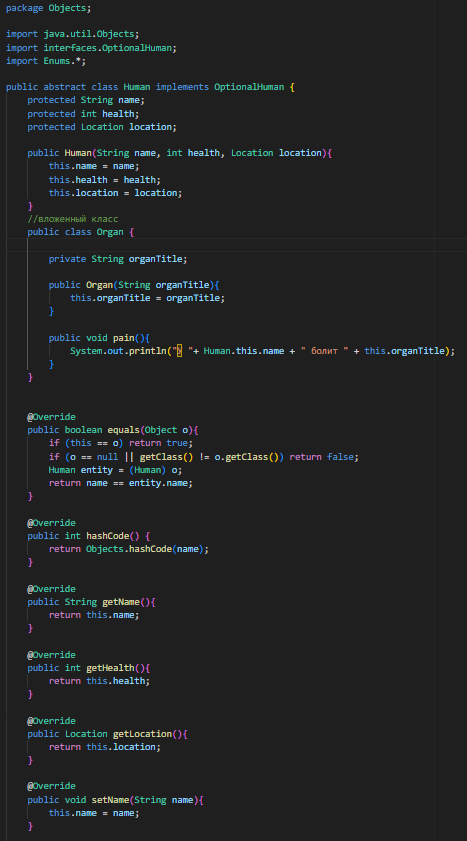 package Objects;

import java.util.Objects;
import interfaces.OptionalHuman;
import Enums.*;

public abstract class Human implements OptionalHuman {
    protected String name;
    protected int health;
    protected Location location;

    public Human(String name, int health, Location location){
        this.name = name;
        this.health = health;
        this.location = location;
    }
    //вложенный класс
    public class Organ {

        private String organTitle;

        public Organ(String organTitle){
            this.organTitle = organTitle;
        }

        public void pain(){
            System.out.println("У "+ Human.this.name + " болит " + this.organTitle);
        }
    }


    @Override
    public boolean equals(Object o){
        if (this == o) return true;
        if (o == null || getClass() != o.getClass()) return false;
        Human entity = (Human) o;
        return name == entity.name;
    }

    @Override
    public int hashCode() {
        return Objects.hashCode(name);
    }

    @Override
    public String getName(){
        return this.name;
    }

    @Override
    public int getHealth(){
        return this.health;
    }

    @Override
    public Location getLocation(){
        return this.location;
    }

    @Override
    public void setName(String name){
        this.name = name;
    }